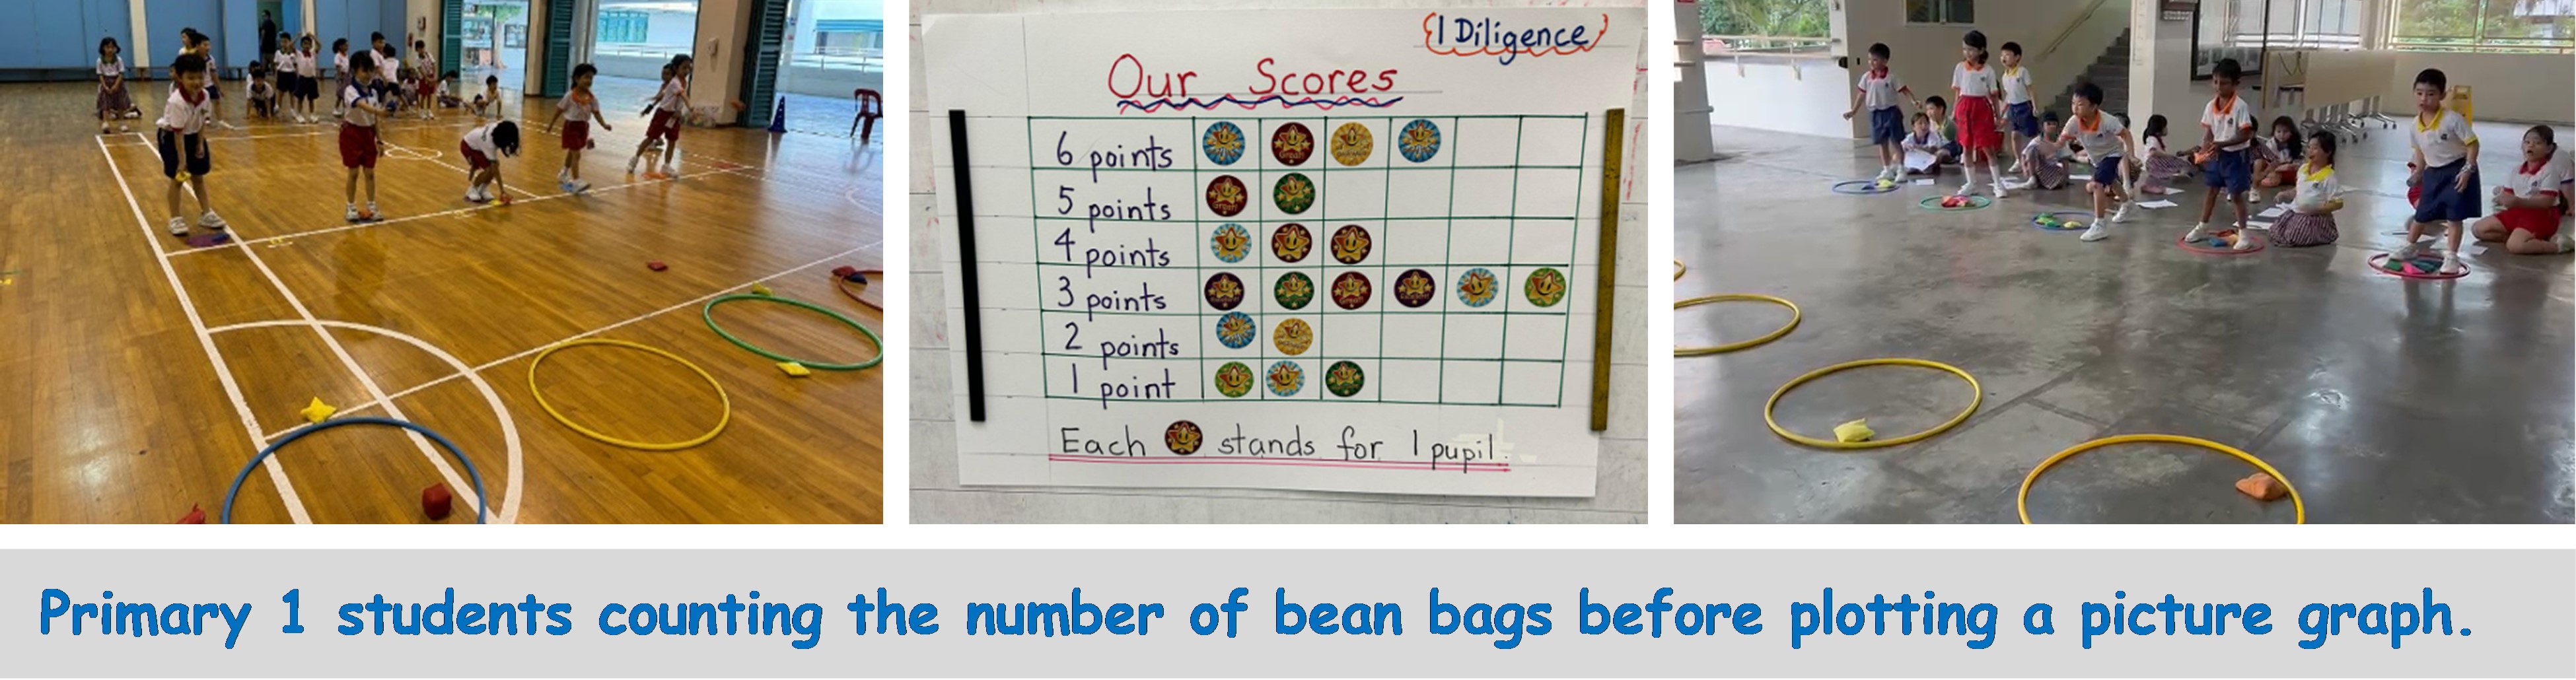 1 Diligence
Our Scores
6 points
5 points
4 points
3 points
2 points
1 point
Each stands for 1 pupil.
Primary 1 students counting the number of bean bags before plotting a picture graph.